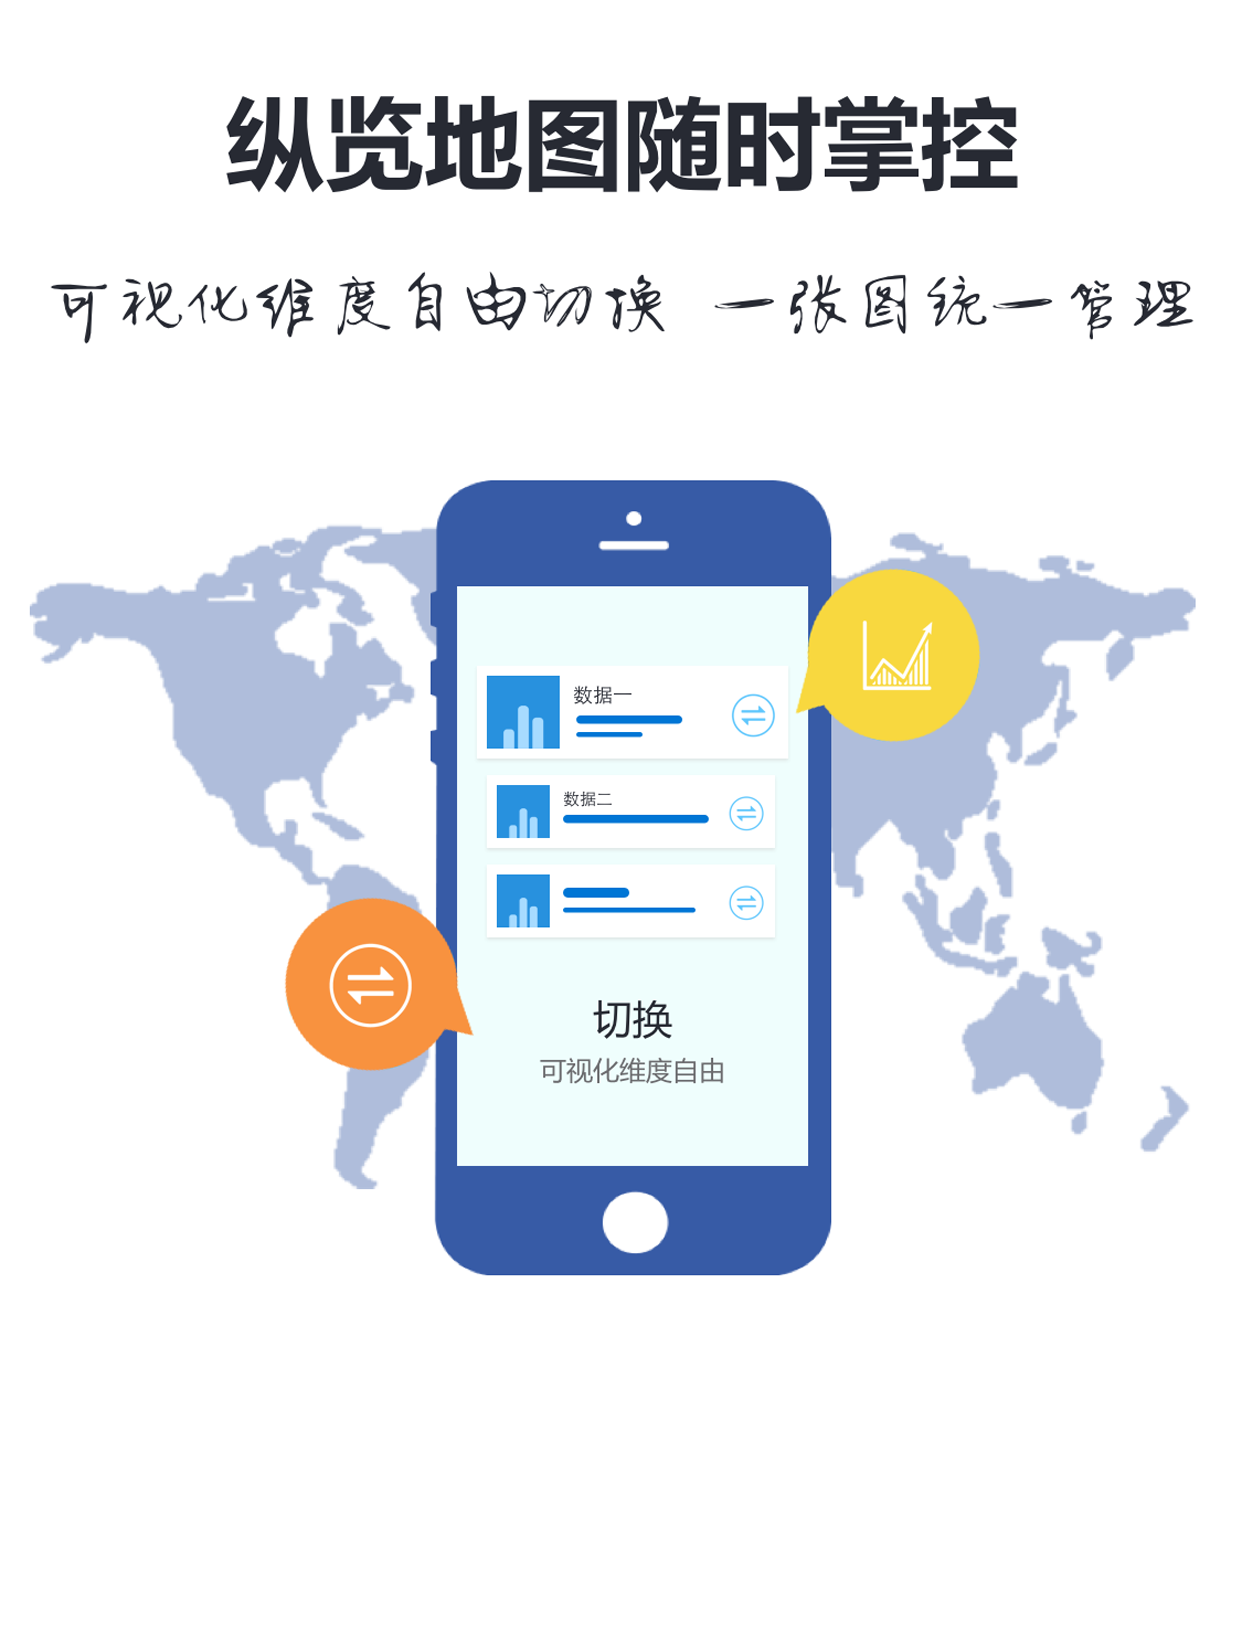 纵览地图随时掌控
可视化维度自由切换 一张图统一管理
数据一
数据二
切换
可视化维度自由